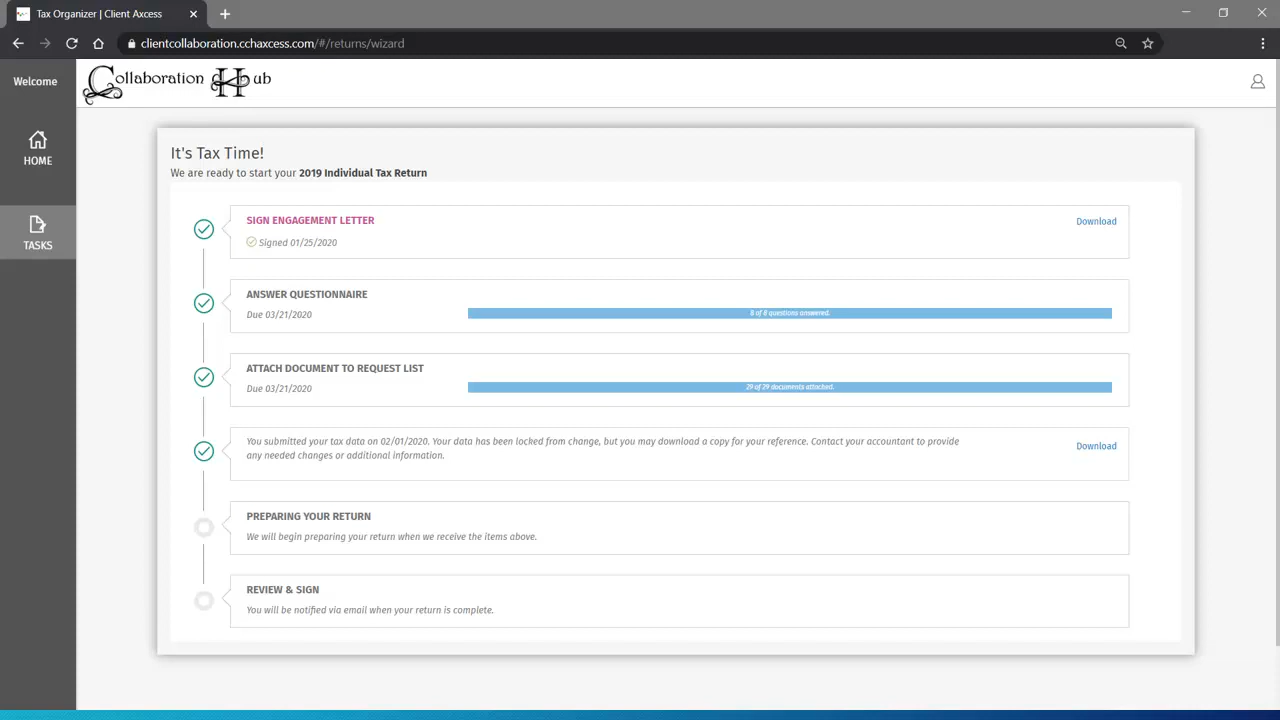 Tax Organizer | Client Axcess
clientcollaboration.cchaxcess.com/#/returns/wizard
Welcome
Collaboration Hub
HOME
TASKS
It's Tax Time!
We are ready to start your 2019 Individual Tax Return
SIGN ENGAGEMENT LETTER
Download
Signed 01/25/2020
ANSWER QUESTIONNAIRE
Due 03/21/2020
8 of 8 questions answered.
ATTACH DOCUMENT TO REQUEST LIST
Due 03/21/2020
29 of 29 documents attached.
You submitted your tax data on 02/01/2020. Your data has been locked from change, but you may download a copy for your reference. Contact your accountant to provide
any needed changes or additional information.
Download
PREPARING YOUR RETURN
We will begin preparing your return when we receive the items above.
REVIEW & SIGN
You will be notified via email when your return is complete.